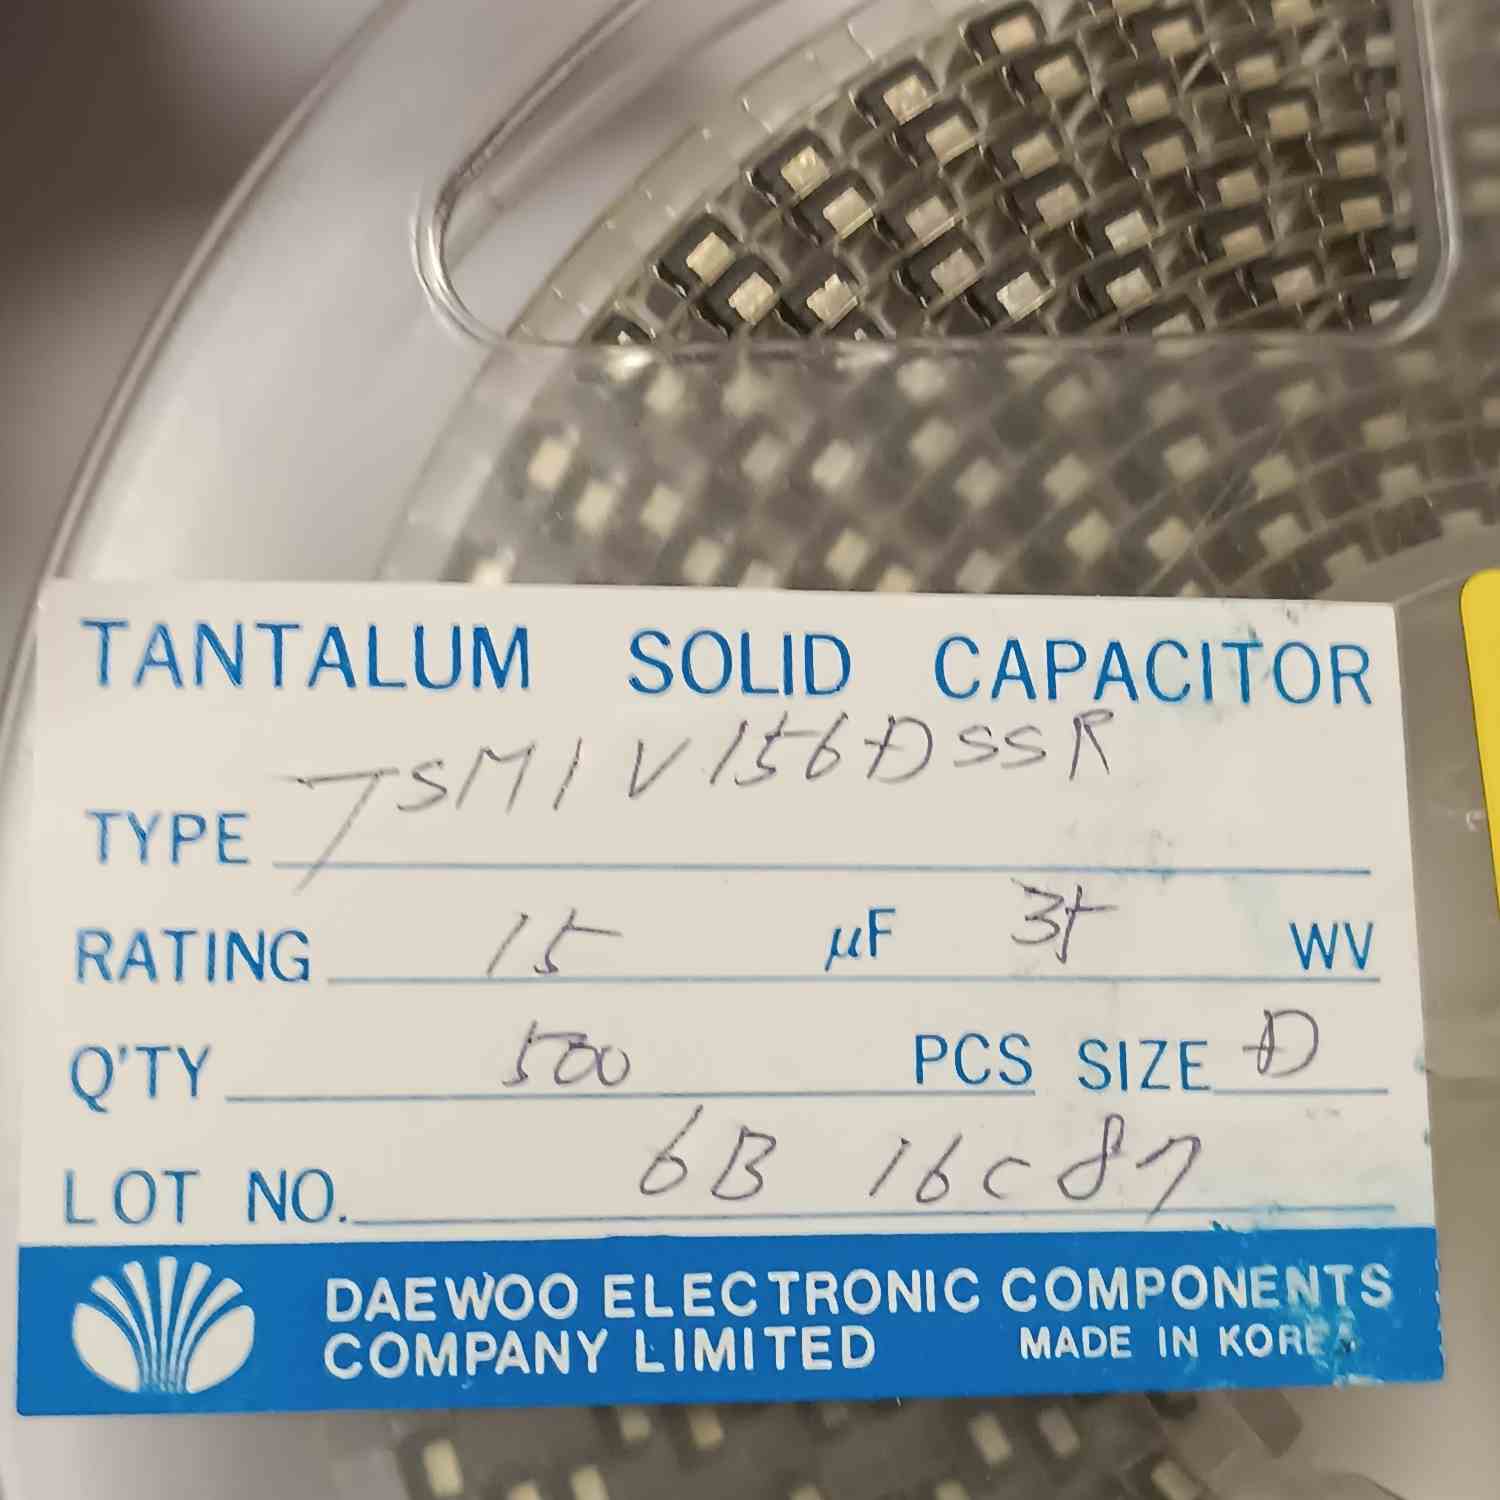 TANTALUM SOLID CAPACITOR
TYPE TSM1V156DSSR
RATING 15 µF 35 WV
Q'TY 500 PCS SIZE D
LOT NO. 6B 16C87
DAEWOO ELECTRONIC COMPONENTS
COMPANY LIMITED MADE IN KOREA